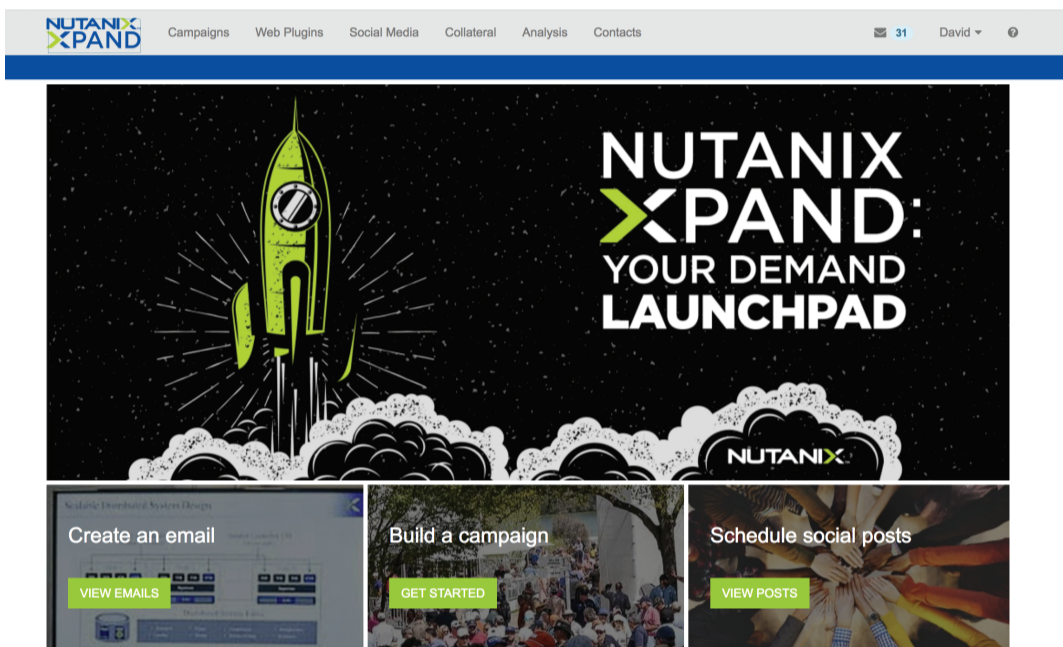 NUTANIX
XPAND
Campaigns Web Plugins Social Media Collateral Analysis Contacts 31 David
NUTANIX
XPAND:
YOUR DEMAND
LAUNCHPAD
NUTANIX
Scalable Distributed System Design
Create an email
VIEW EMAILS
Build a campaign
GET STARTED
Schedule social posts
VIEW POSTS